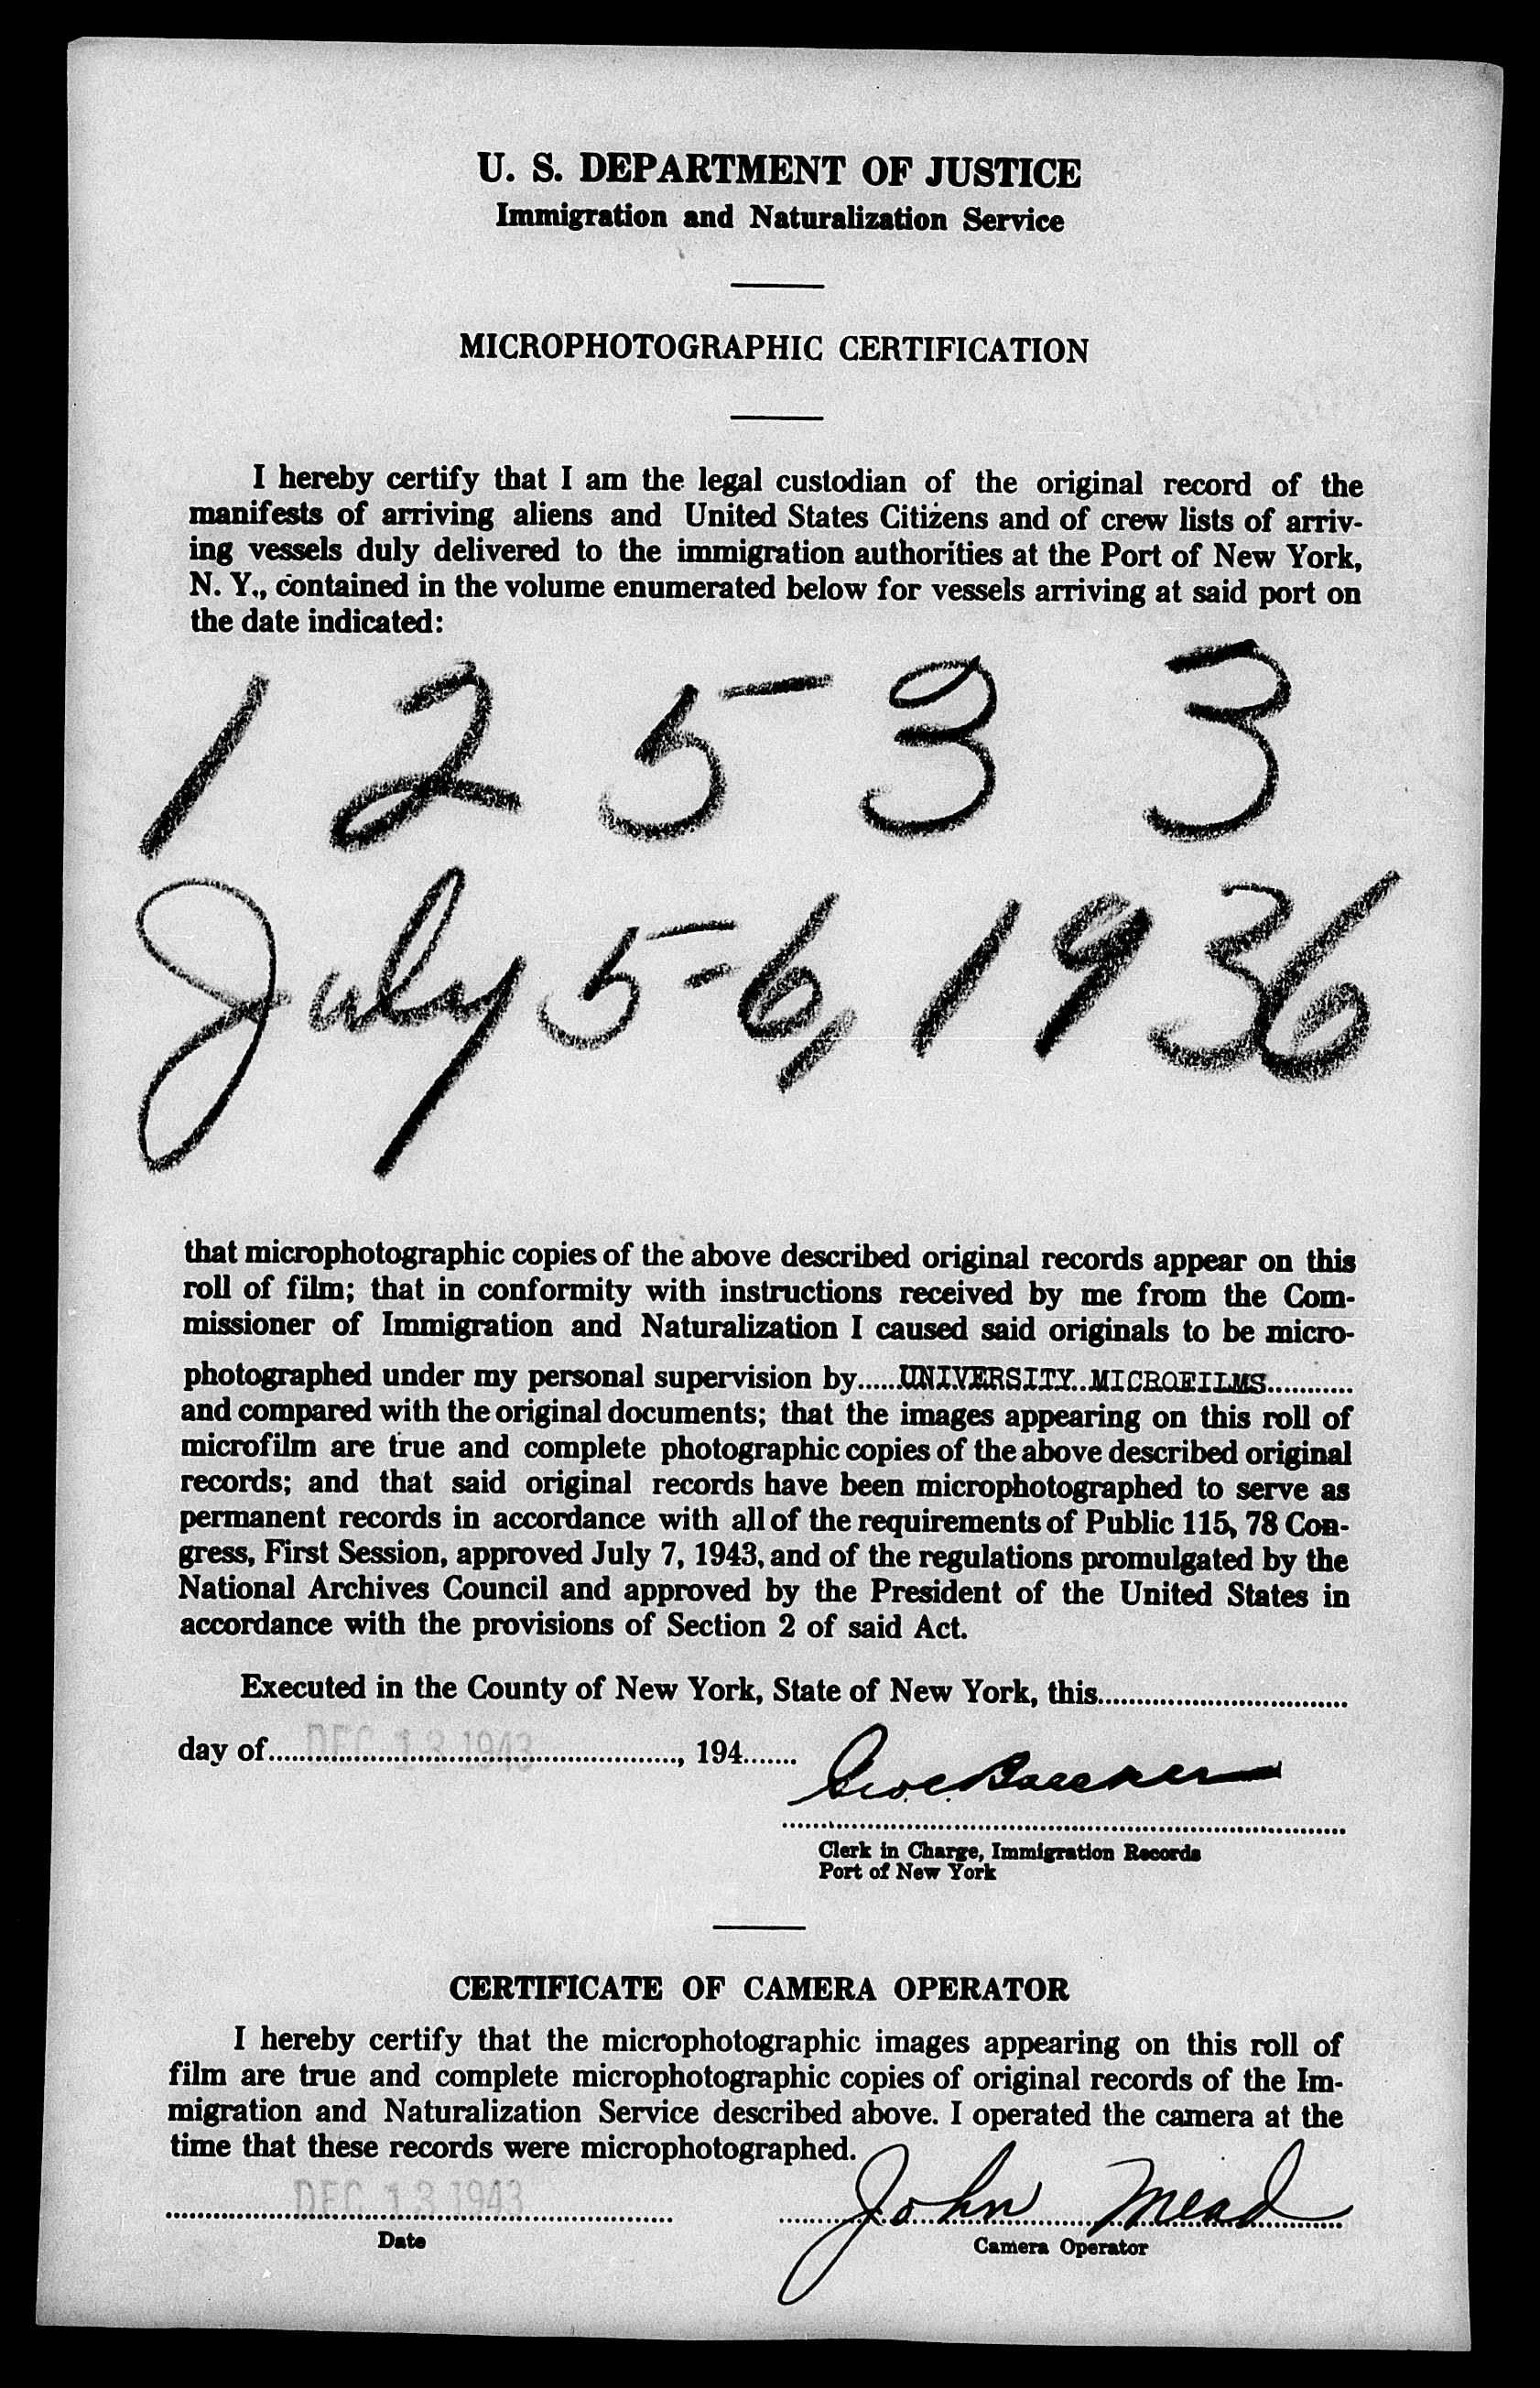 U. S. DEPARTMENT OF JUSTICE
Immigration and Naturalization Service
MICROPHOTOGRAPHIC CERTIFICATION
I hereby certify that I am the legal custodian of the original record of the
manifests of arriving aliens and United States Citizens and of crew lists of arriv-
ing vessels duly delivered to the immigration authorities at the Port of New York,
N. Y., contained in the volume enumerated below for vessels arriving at said port on
the date indicated:
1 2 5 3 3
July 5-6, 1936
that microphotographic copies of the above described original records appear on this
roll of film; that in conformity with instructions received by me from the Com-
missioner of Immigration and Naturalization I caused said originals to be micro-
photographed under my personal supervision by.....UNIVERSITY MICROFILMS...........
and compared with the original documents; that the images appearing on this roll of
microfilm are true and complete photographic copies of the above described original
records; and that said original records have been microphotographed to serve as
permanent records in accordance with all of the requirements of Public 115, 78 Con-
gress, First Session, approved July 7, 1943, and of the regulations promulgated by the
National Archives Council and approved by the President of the United States in
accordance with the provisions of Section 2 of said Act.
Executed in the County of New York, State of New York, this................................
day of..... DEC 13 1943 ....................., 194.......
Clerk in Charge, Immigration Records
Port of New York
CERTIFICATE OF CAMERA OPERATOR
I hereby certify that the microphotographic images appearing on this roll of
film are true and complete microphotographic copies of original records of the Im-
migration and Naturalization Service described above. I operated the camera at the
time that these records were microphotographed.
DEC 13 1943 John Mead
Date Camera Operator